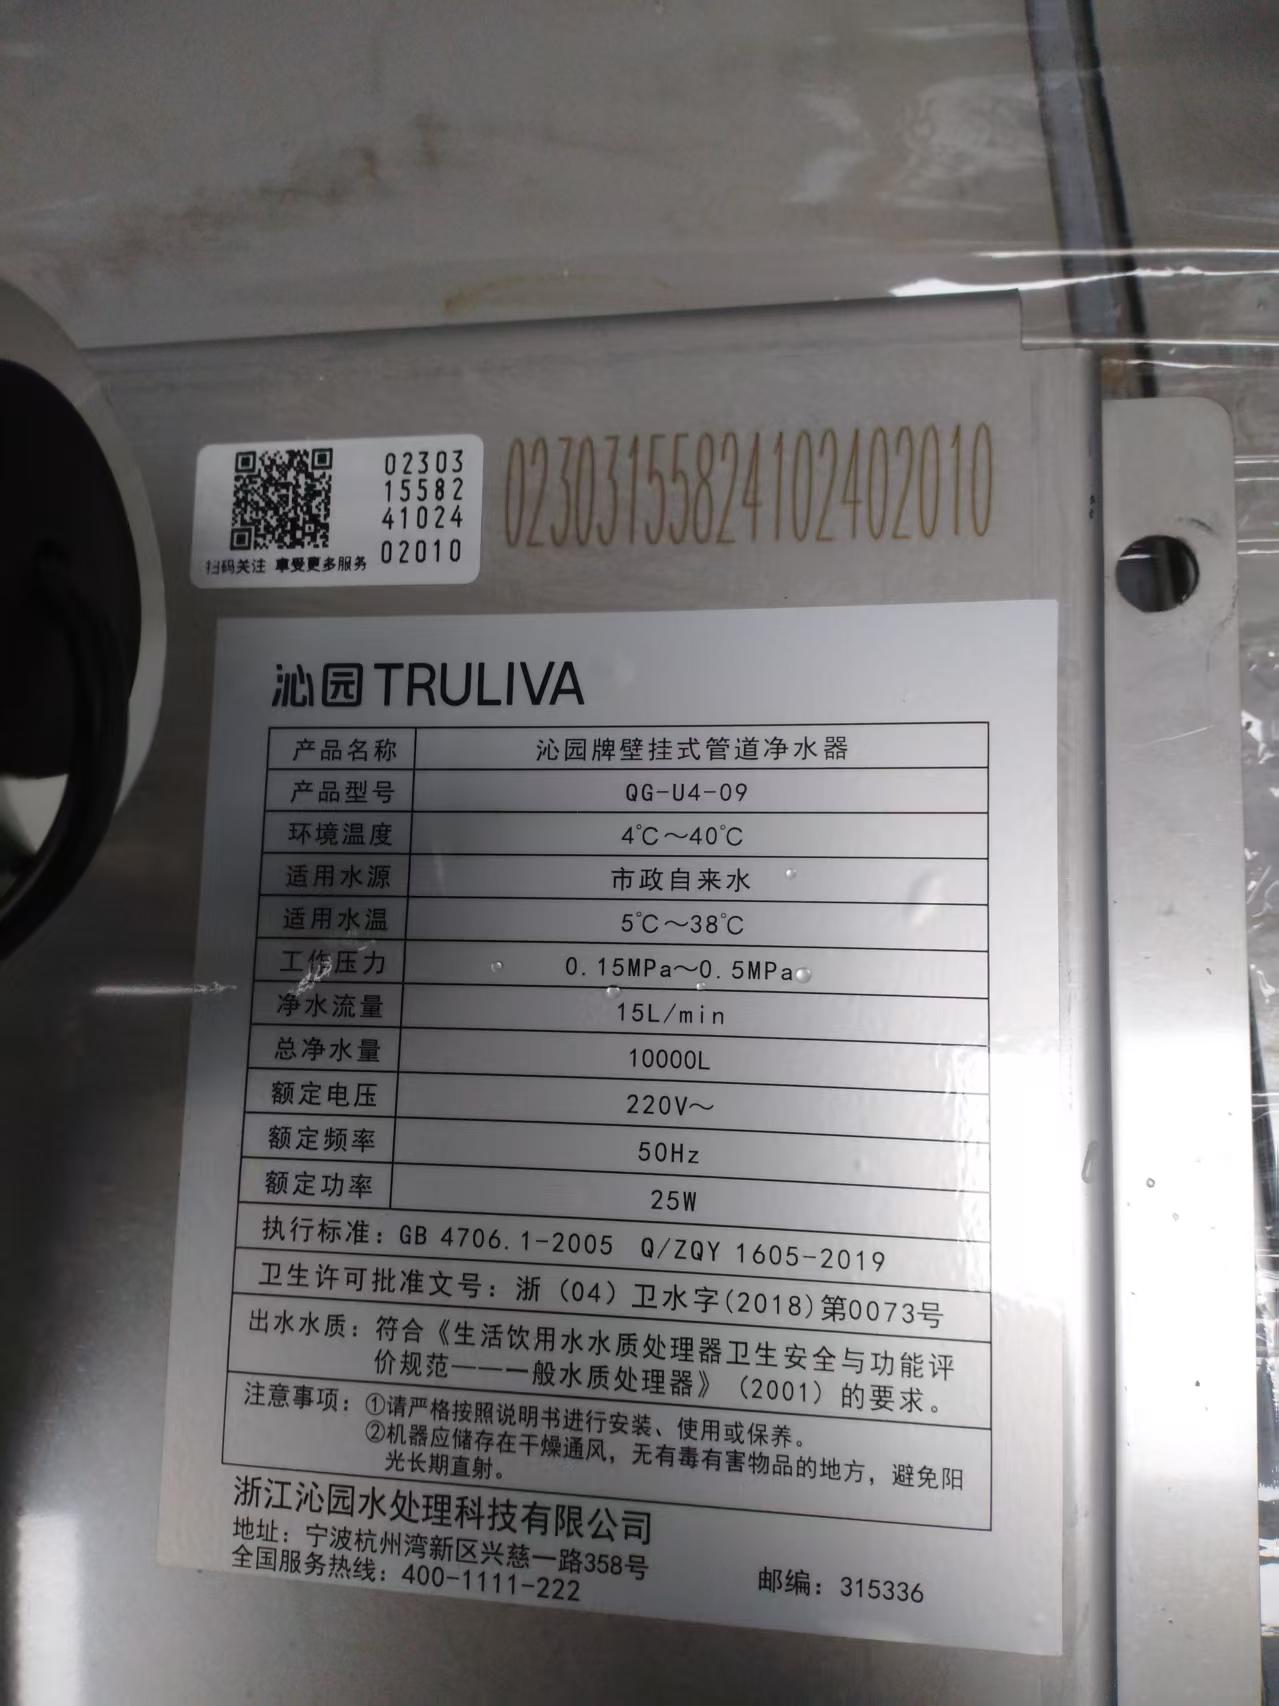 02303
15582
41024
02010
扫码关注 享受更多服务
02303155824102402010
沁园TRULIVA
产品名称 沁园牌壁挂式管道净水器
产品型号 QG-U4-09
环境温度 4℃~40℃
适用水源 市政自来水
适用水温 5℃~38℃
工作压力 0.15MPa~0.5MPa
净水流量 15L/min
总净水量 10000L
额定电压 220V~
额定频率 50Hz
额定功率 25W
执行标准：GB 4706.1-2005 Q/ZQY 1605-2019
卫生许可批准文号：浙（04）卫水字(2018)第0073号
出水水质：符合《生活饮用水水质处理器卫生安全与功能评
价规范——一般水质处理器》（2001）的要求。
注意事项：①请严格按照说明书进行安装、使用或保养。
②机器应储存在干燥通风，无有毒有害物品的地方，避免阳
光长期直射。
浙江沁园水处理科技有限公司
地址：宁波杭州湾新区兴慈一路358号
全国服务热线：400-1111-222 邮编：315336